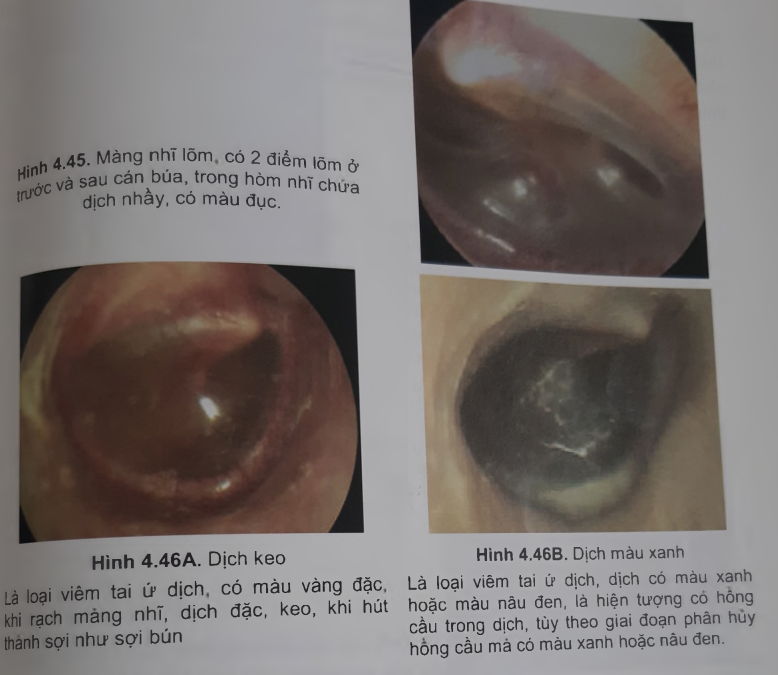 Hình 4.45. Màng nhĩ lõm, có 2 điểm lõm ở
trước và sau cán búa, trong hòm nhĩ chứa
dịch nhầy, có màu đục.
Hình 4.46A. Dịch keo
Là loại viêm tai ứ dịch, có màu vàng đặc,
khi rạch màng nhĩ, dịch đặc, keo, khi hút
thành sợi như sợi bún
Hình 4.46B. Dịch màu xanh
Là loại viêm tai ứ dịch, dịch có màu xanh
hoặc màu nâu đen, là hiện tượng có hồng
cầu trong dịch, tùy theo giai đoạn phân hủy
hồng cầu mà có màu xanh hoặc nâu đen.